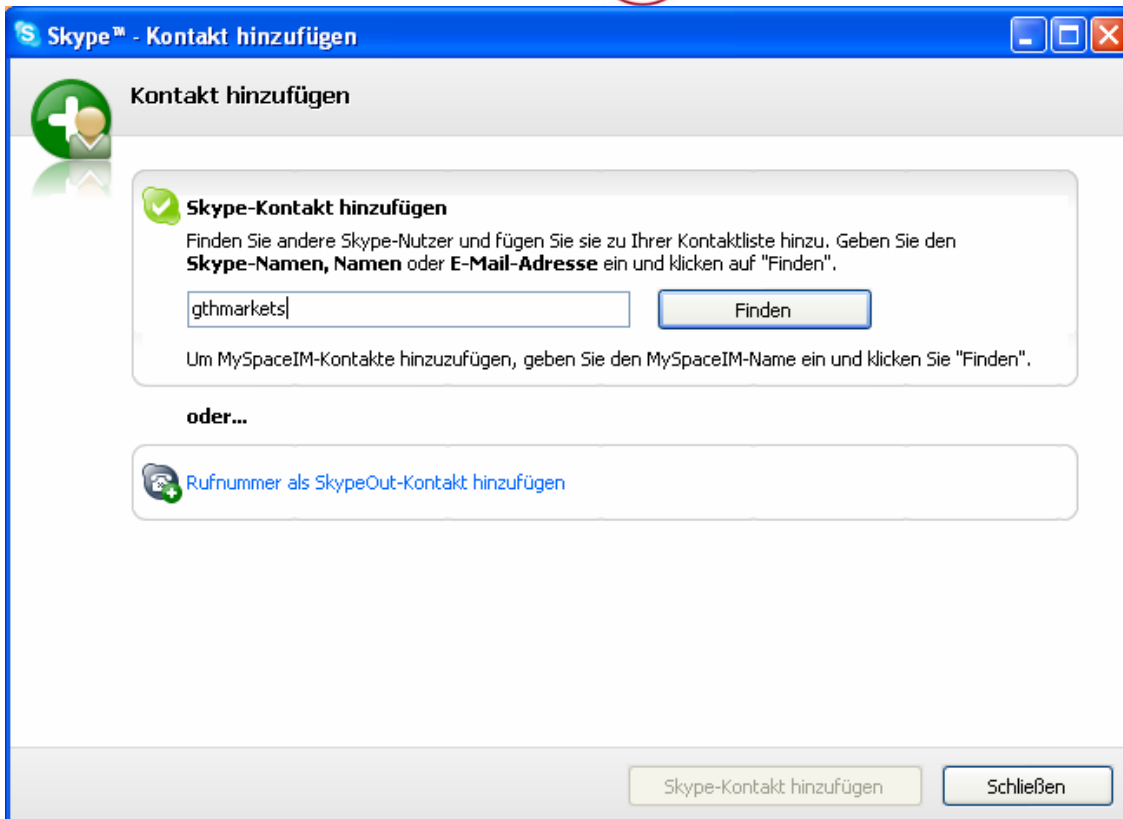 Skype™ - Kontakt hinzufügen
Kontakt hinzufügen
Skype-Kontakt hinzufügen
Finden Sie andere Skype-Nutzer und fügen Sie sie zu Ihrer Kontaktliste hinzu. Geben Sie den
Skype-Namen, Namen oder E-Mail-Adresse ein und klicken auf "Finden".
gthmarkets
Finden
Um MySpaceIM-Kontakte hinzuzufügen, geben Sie den MySpaceIM-Name ein und klicken Sie "Finden".
oder...
Rufnummer als SkypeOut-Kontakt hinzufügen
Skype-Kontakt hinzufügen
Schließen